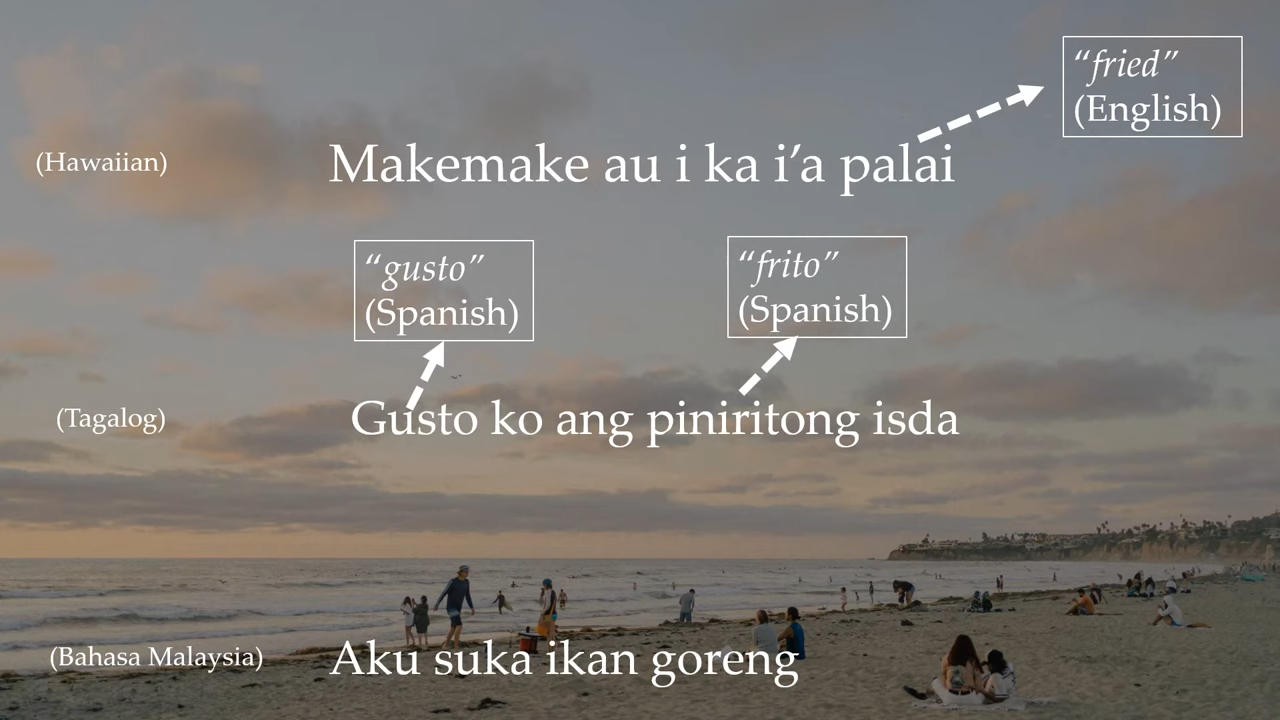 “fried”
(English)
(Hawaiian) Makemake au i ka i’a palai
“gusto”
(Spanish)
“frito”
(Spanish)
(Tagalog) Gusto ko ang piniritong isda
(Bahasa Malaysia) Aku suka ikan goreng